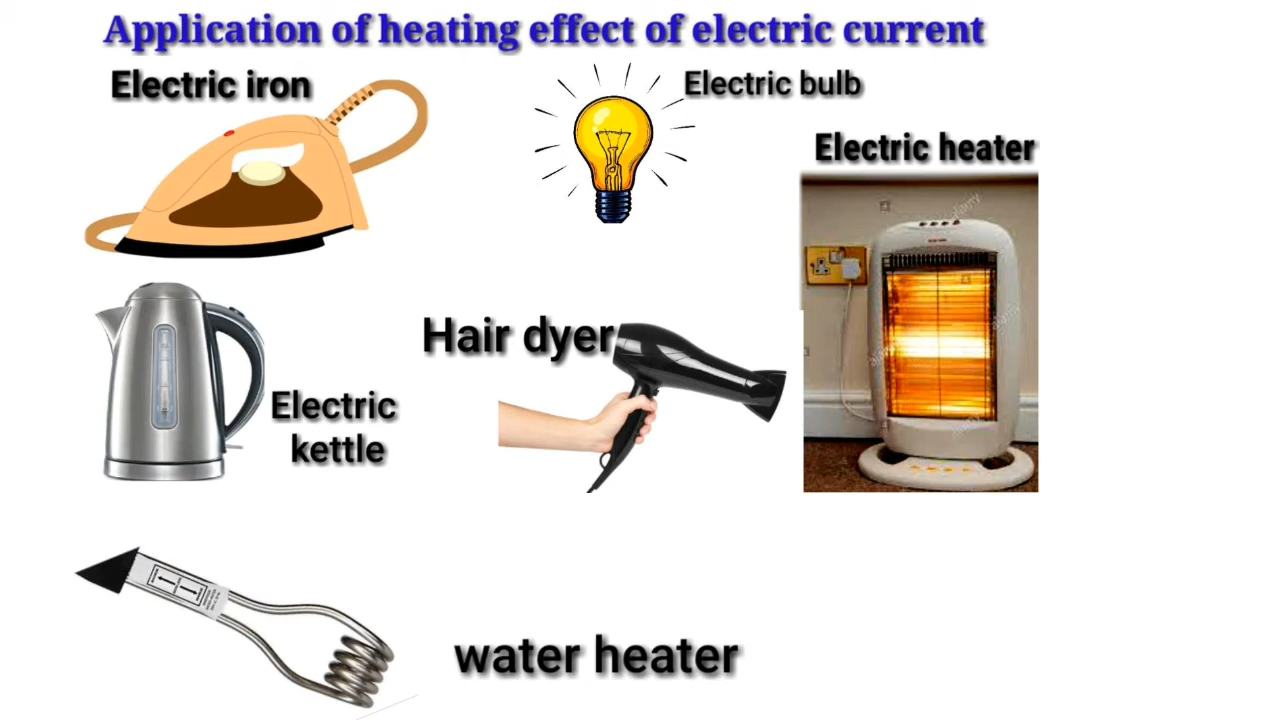 Application of heating effect of electric current
Electric iron
Electric bulb
Electric heater
Hair dyer
Electric
kettle
water heater